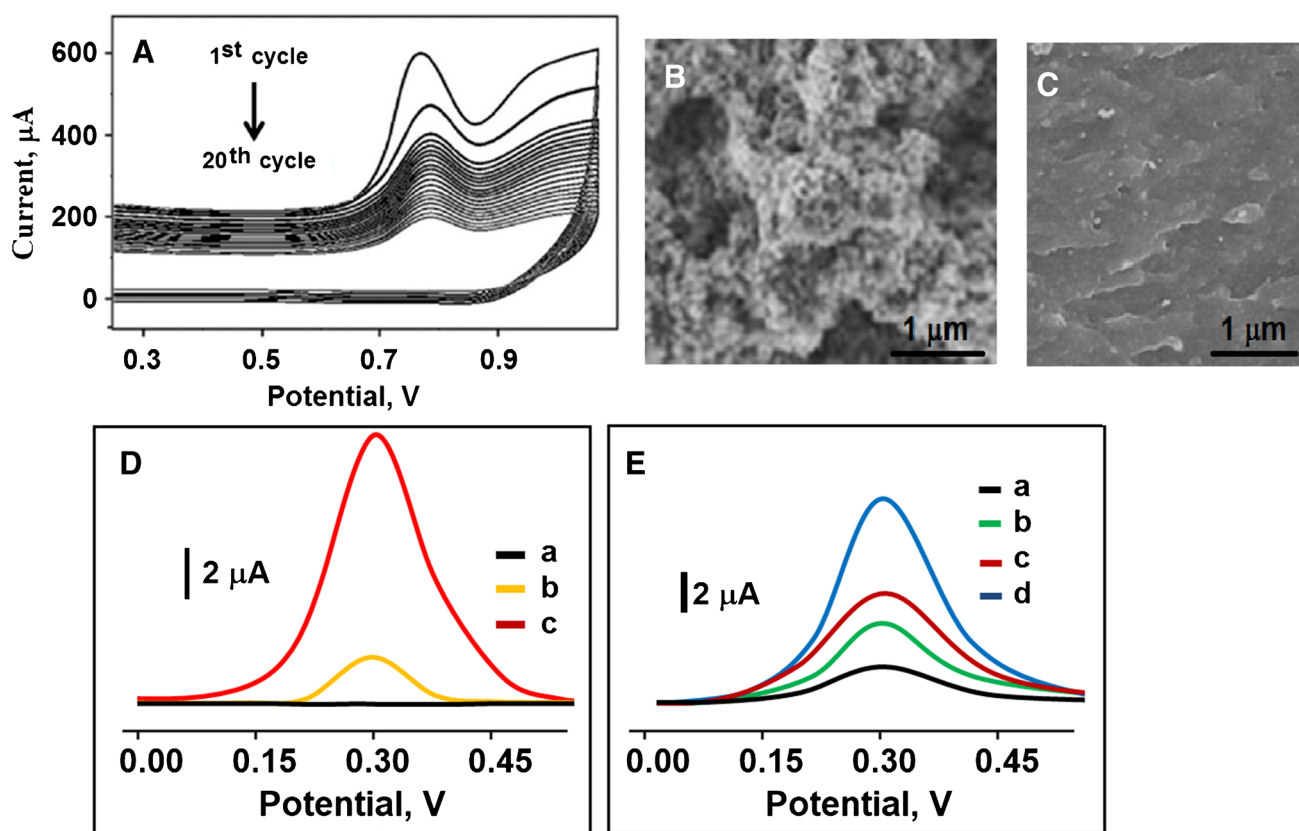 A
1st cycle
20th cycle
600
400
200
0
Current, µA
0.3 0.5 0.7 0.9
Potential, V
B
1 µm
C
1 µm
D
2 µA
a
b
c
0.00 0.15 0.30 0.45
Potential, V
E
2 µA
a
b
c
d
0.00 0.15 0.30 0.45
Potential, V